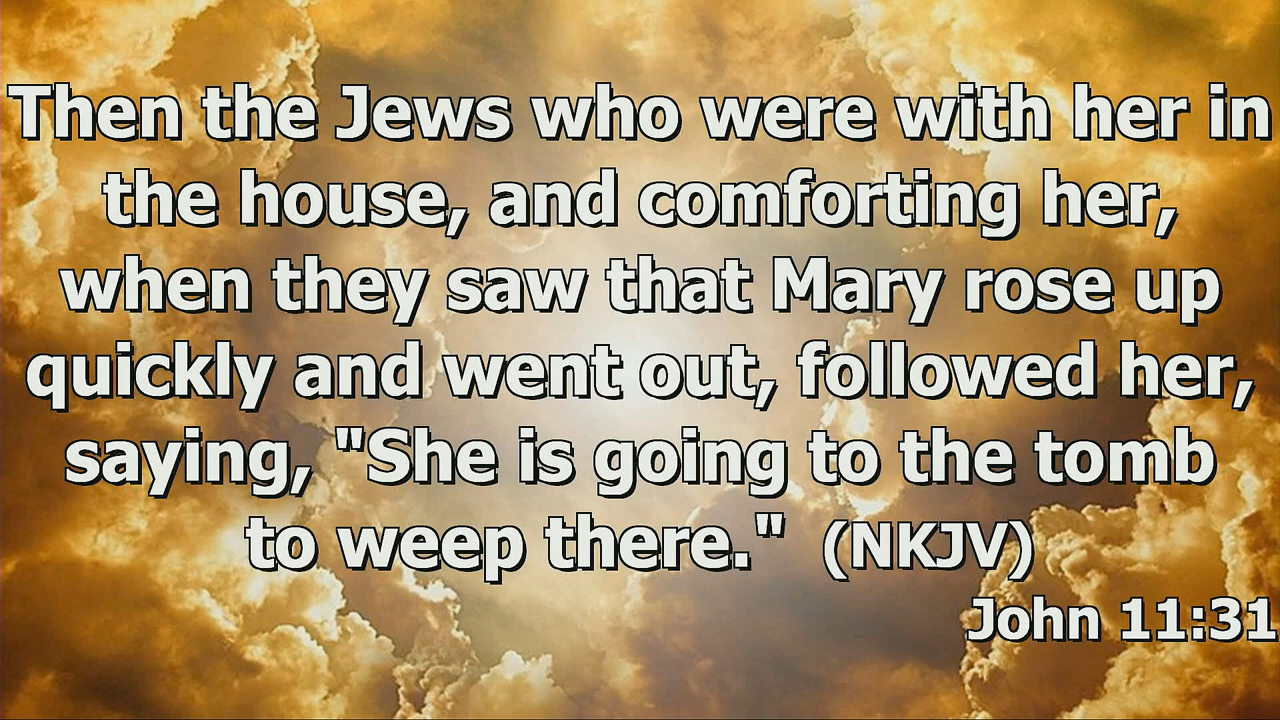 Then the Jews who were with her in
the house, and comforting her,
when they saw that Mary rose up
quickly and went out, followed her,
saying, "She is going to the tomb
to weep there." (NKJV)
John 11:31